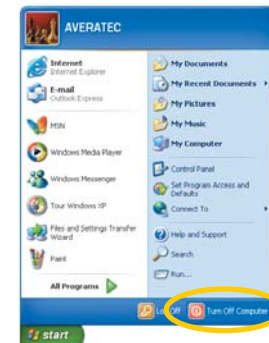 AVERATEC
Internet
Internet Explorer
E-mail
Outlook Express
MSN
Windows Media Player
Windows Messenger
Tour Windows XP
Files and Settings Transfer
Wizard
Paint
All Programs
My Documents
My Recent Documents
My Pictures
My Music
My Computer
Control Panel
Set Program Access and
Defaults
Connect To
Help and Support
Search
Run...
Log Off
Turn Off Computer
start